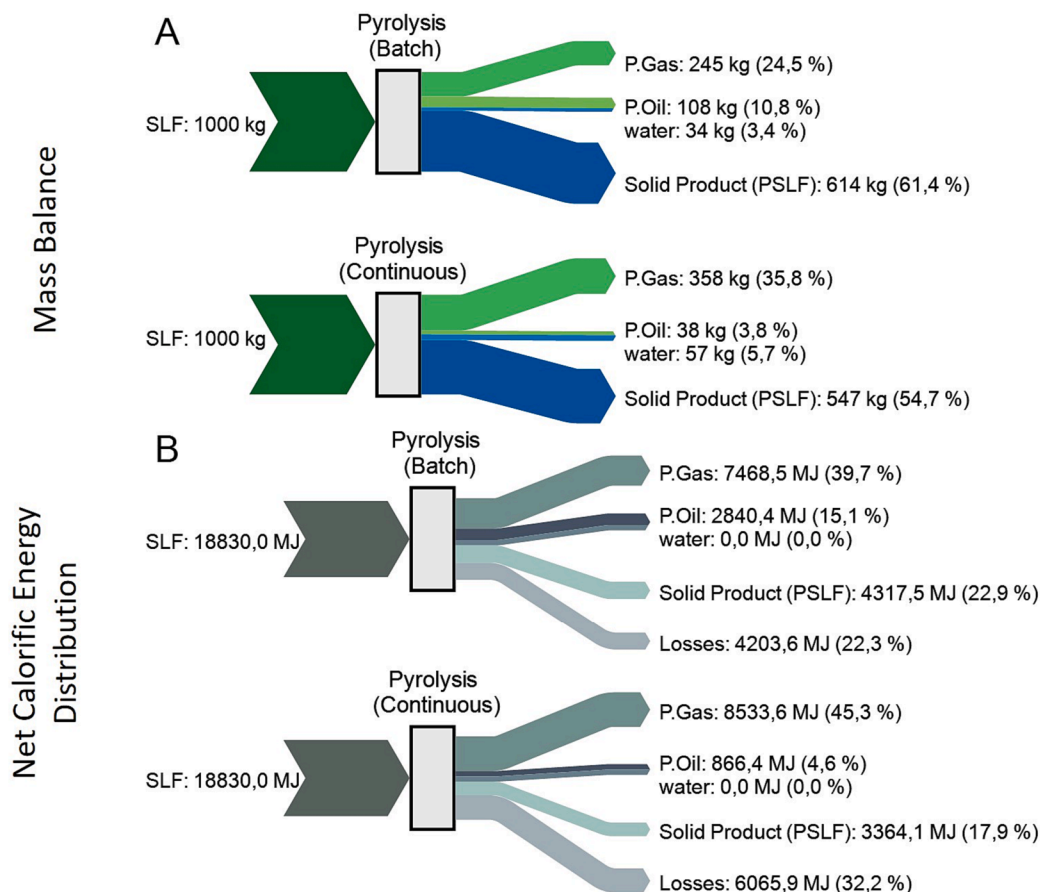 A
Mass Balance
Pyrolysis
(Batch)
SLF: 1000 kg
P.Gas: 245 kg (24,5 %)
P.Oil: 108 kg (10,8 %)
water: 34 kg (3,4 %)
Solid Product (PSLF): 614 kg (61,4 %)
Pyrolysis
(Continuous)
SLF: 1000 kg
P.Gas: 358 kg (35,8 %)
P.Oil: 38 kg (3,8 %)
water: 57 kg (5,7 %)
Solid Product (PSLF): 547 kg (54,7 %)
B
Net Calorific Energy
Distribution
Pyrolysis
(Batch)
SLF: 18830,0 MJ
P.Gas: 7468,5 MJ (39,7 %)
P.Oil: 2840,4 MJ (15,1 %)
water: 0,0 MJ (0,0 %)
Solid Product (PSLF): 4317,5 MJ (22,9 %)
Losses: 4203,6 MJ (22,3 %)
Pyrolysis
(Continuous)
SLF: 18830,0 MJ
P.Gas: 8533,6 MJ (45,3 %)
P.Oil: 866,4 MJ (4,6 %)
water: 0,0 MJ (0,0 %)
Solid Product (PSLF): 3364,1 MJ (17,9 %)
Losses: 6065,9 MJ (32,2 %)